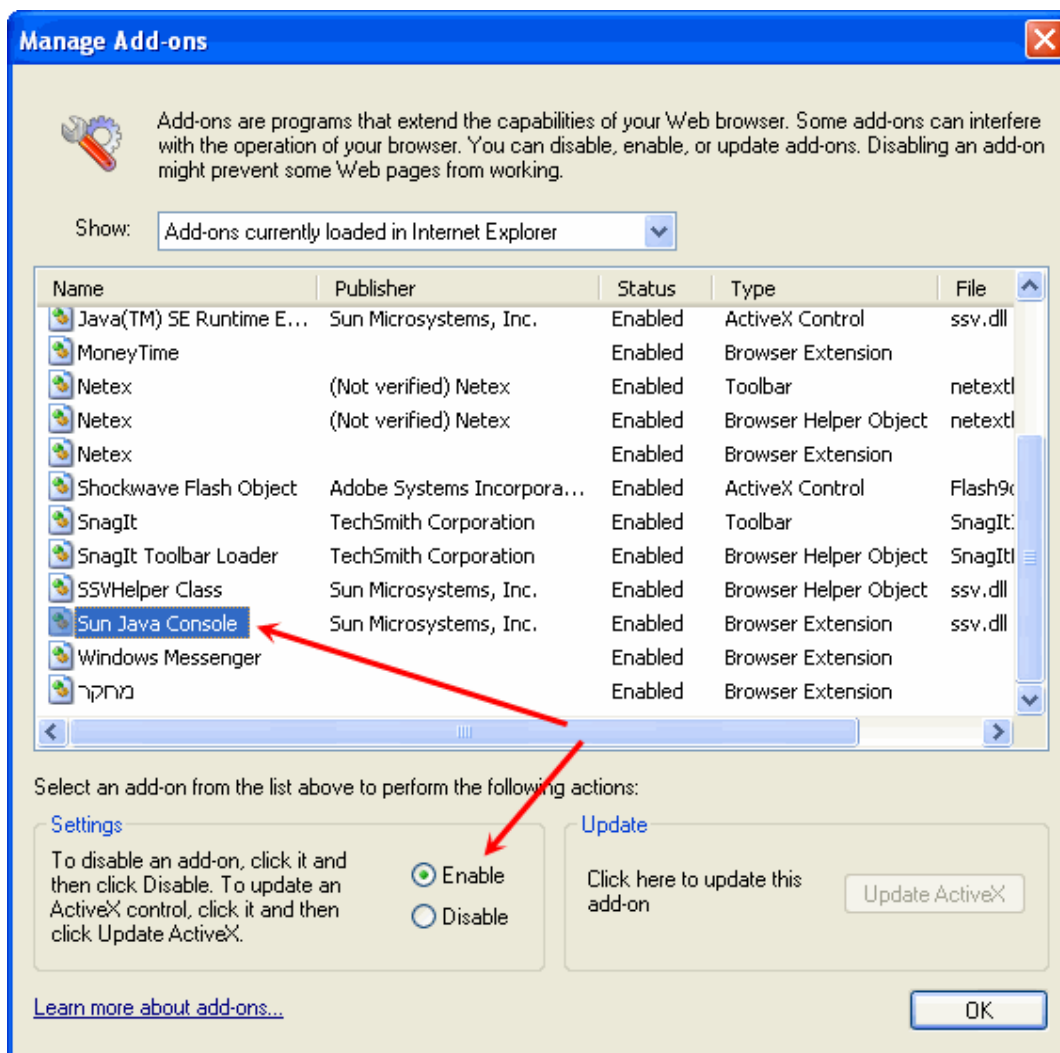 Manage Add-ons
Add-ons are programs that extend the capabilities of your Web browser. Some add-ons can interfere
with the operation of your browser. You can disable, enable, or update add-ons. Disabling an add-on
might prevent some Web pages from working.
Show: Add-ons currently loaded in Internet Explorer
Name Publisher Status Type File
Java(TM) SE Runtime E... Sun Microsystems, Inc. Enabled ActiveX Control ssv.dll
MoneyTime Enabled Browser Extension
Netex (Not verified) Netex Enabled Toolbar netextl
Netex (Not verified) Netex Enabled Browser Helper Object netextl
Netex Enabled Browser Extension
Shockwave Flash Object Adobe Systems Incorpora... Enabled ActiveX Control Flash9
SnagIt TechSmith Corporation Enabled Toolbar SnagIt
SnagIt Toolbar Loader TechSmith Corporation Enabled Browser Helper Object SnagIt
SSVHelper Class Sun Microsystems, Inc. Enabled Browser Helper Object ssv.dll
Sun Java Console Sun Microsystems, Inc. Enabled Browser Extension ssv.dll
Windows Messenger Enabled Browser Extension
מחקר Enabled Browser Extension
Select an add-on from the list above to perform the following actions:
Settings
To disable an add-on, click it and
then click Disable. To update an
ActiveX control, click it and then
click Update ActiveX.
Enable
Disable
Update
Click here to update this
add-on
Update ActiveX
Learn more about add-ons...
OK